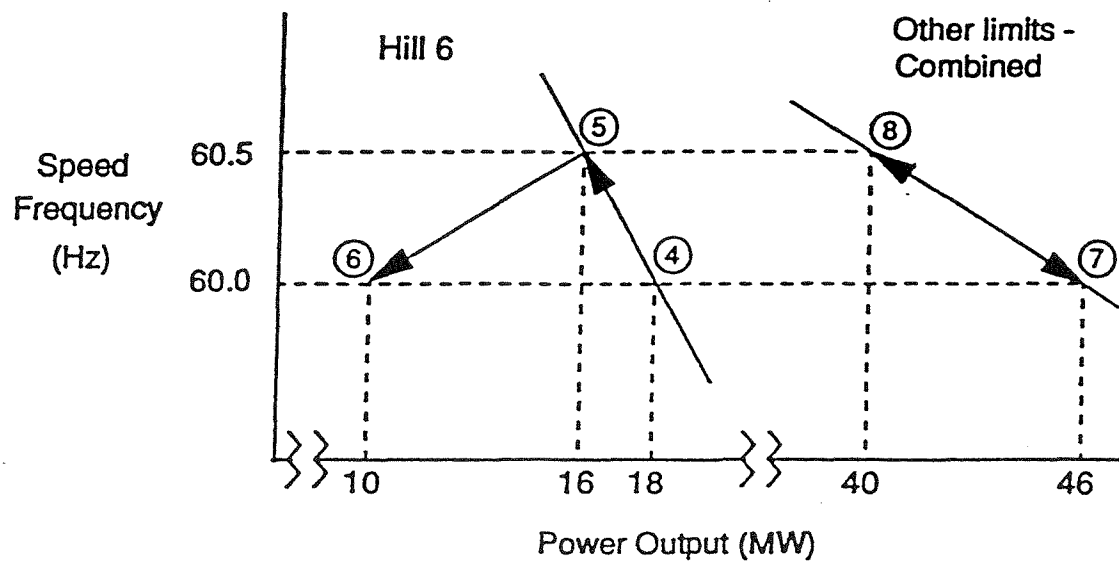 Hill 6
Other limits -
Combined
Speed
Frequency
(Hz)
60.5
60.0
5
8
6
4
7
10
16
18
40
46
Power Output (MW)